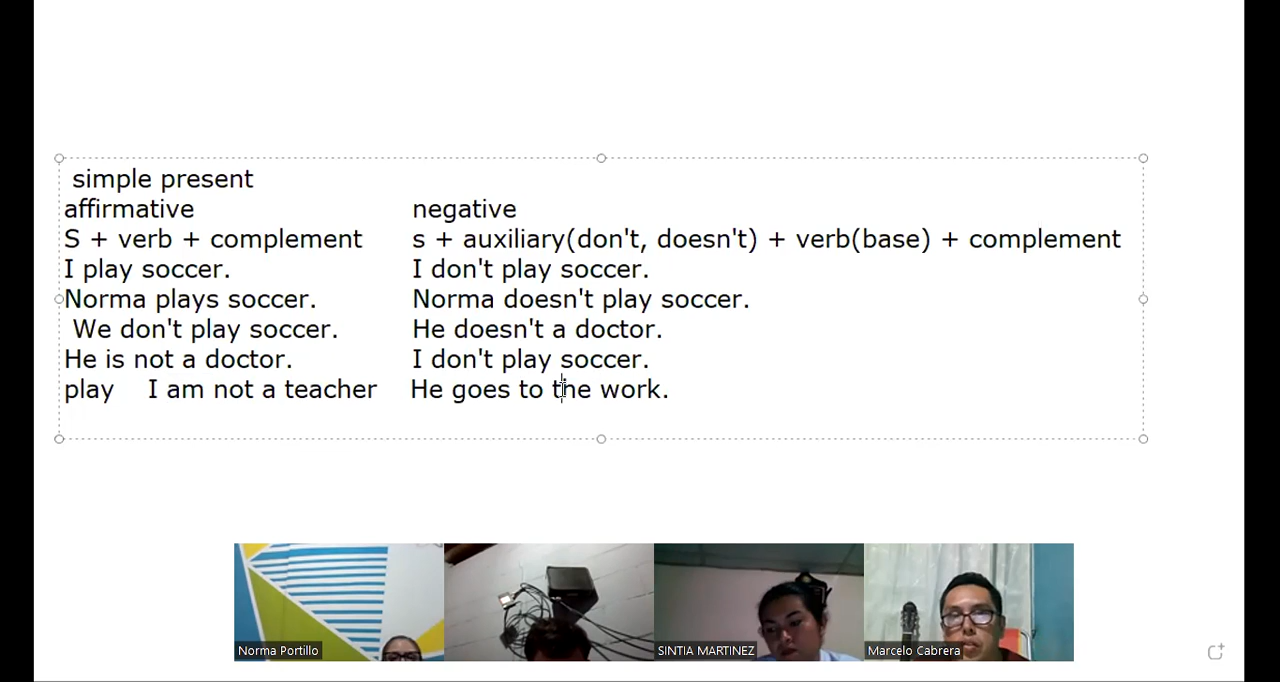 simple present
affirmative negative
S + verb + complement s + auxiliary(don't, doesn't) + verb(base) + complement
I play soccer. I don't play soccer.
Norma plays soccer. Norma doesn't play soccer.
We don't play soccer. He doesn't a doctor.
He is not a doctor. I don't play soccer.
play I am not a teacher He goes to the work.
Norma Portillo
SINTIA MARTINEZ
Marcelo Cabrera